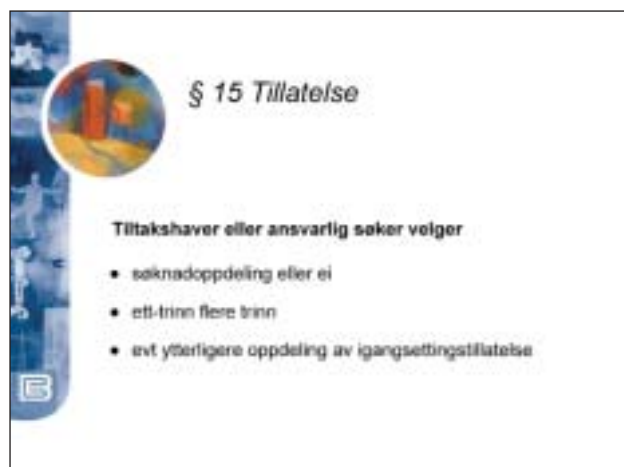 § 15 Tillatelse
Tiltakshaver eller ansvarlig søker velger
• søknadoppdeling eller ei
• ett-trinn flere trinn
• evt ytterligere oppdeling av igangsettingstillatelse